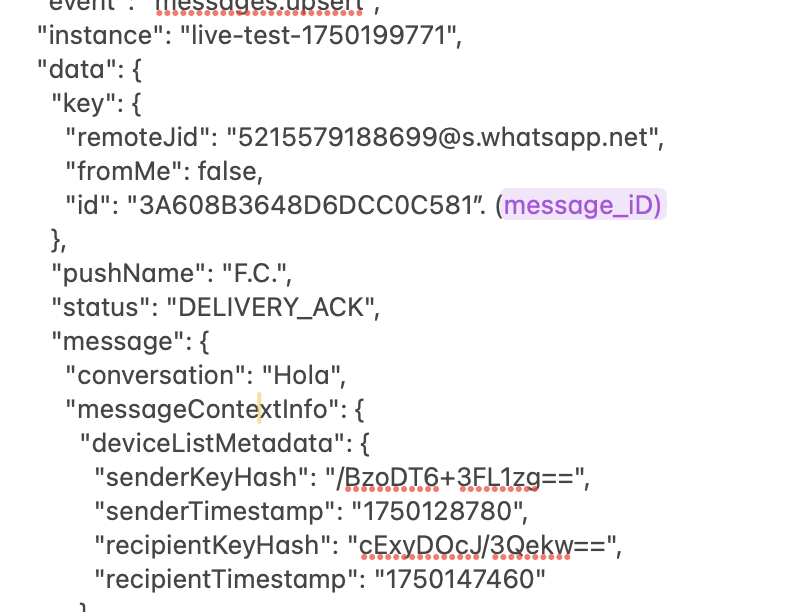 "event": "messages.upsert",
"instance": "live-test-1750199771",
"data": {
"key": {
"remoteJid": "5215579188699@s.whatsapp.net",
"fromMe": false,
"id": "3A608B3648D6DCC0C581”. (message_iD)
},
"pushName": "F.C.",
"status": "DELIVERY_ACK",
"message": {
"conversation": "Hola",
"messageContextInfo": {
"deviceListMetadata": {
"senderKeyHash": "/BzoDT6+3FL1zg==",
"senderTimestamp": "1750128780",
"recipientKeyHash": "cExyDOcJ/3Qekw==",
"recipientTimestamp": "1750147460"
}